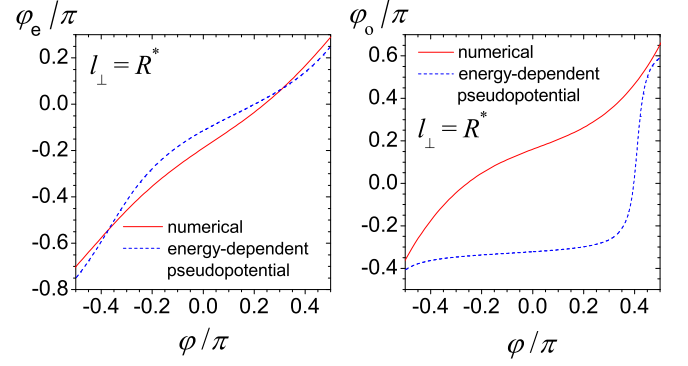 φe/π
0.2
0.0
-0.2
-0.4
-0.6
-0.8
l⊥ = R*
numerical
energy-dependent
pseudopotential
-0.4 -0.2 0.0 0.2 0.4
φ/π
φo/π
0.6
0.4
0.2
0.0
-0.2
-0.4
numerical
energy-dependent
pseudopotential
l⊥ = R*
-0.4 -0.2 0.0 0.2 0.4
φ/π